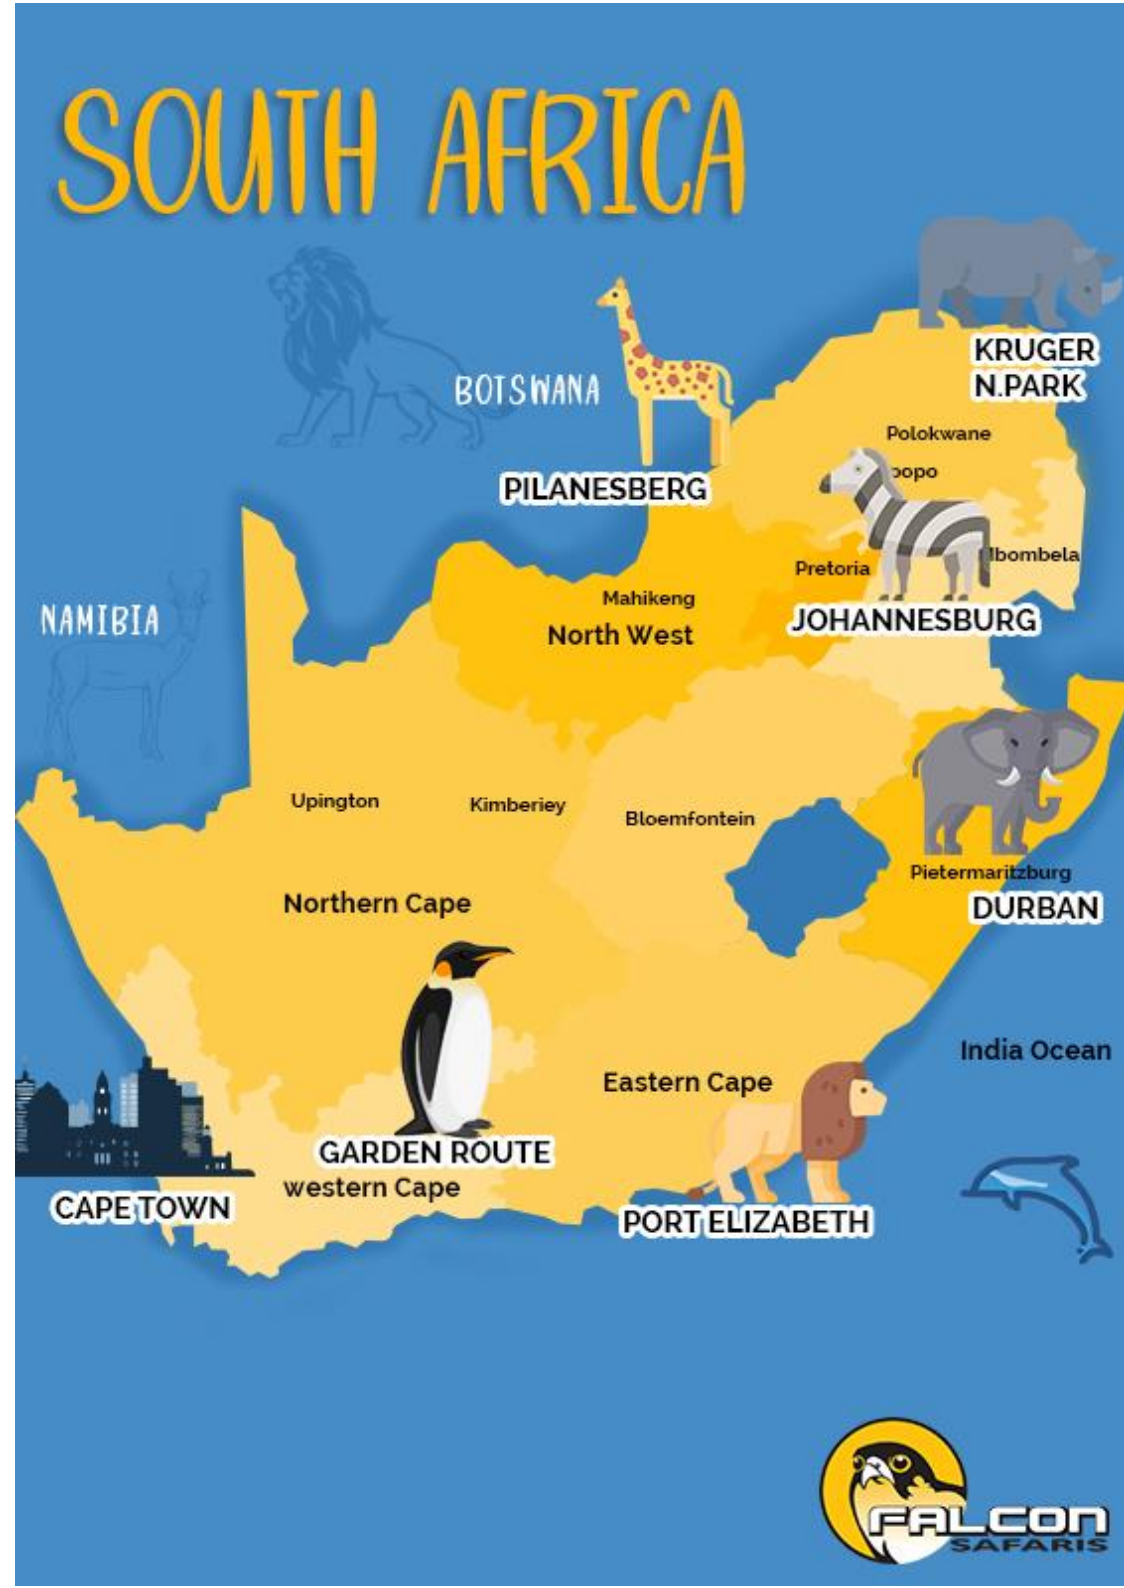 SOUTH AFRICA
BOTSWANA
KRUGER
N.PARK
Polokwane
PILANESBERG
Pretoria
Mahikeng
NAMIBIA
JOHANNESBURG
North West
Upington
Kimberiey
Bloemfontein
Pietermaritzburg
Northern Cape
DURBAN
India Ocean
Eastern Cape
GARDEN ROUTE
western Cape
CAPE TOWN
PORT ELIZABETH
FALCON
SAFARIS